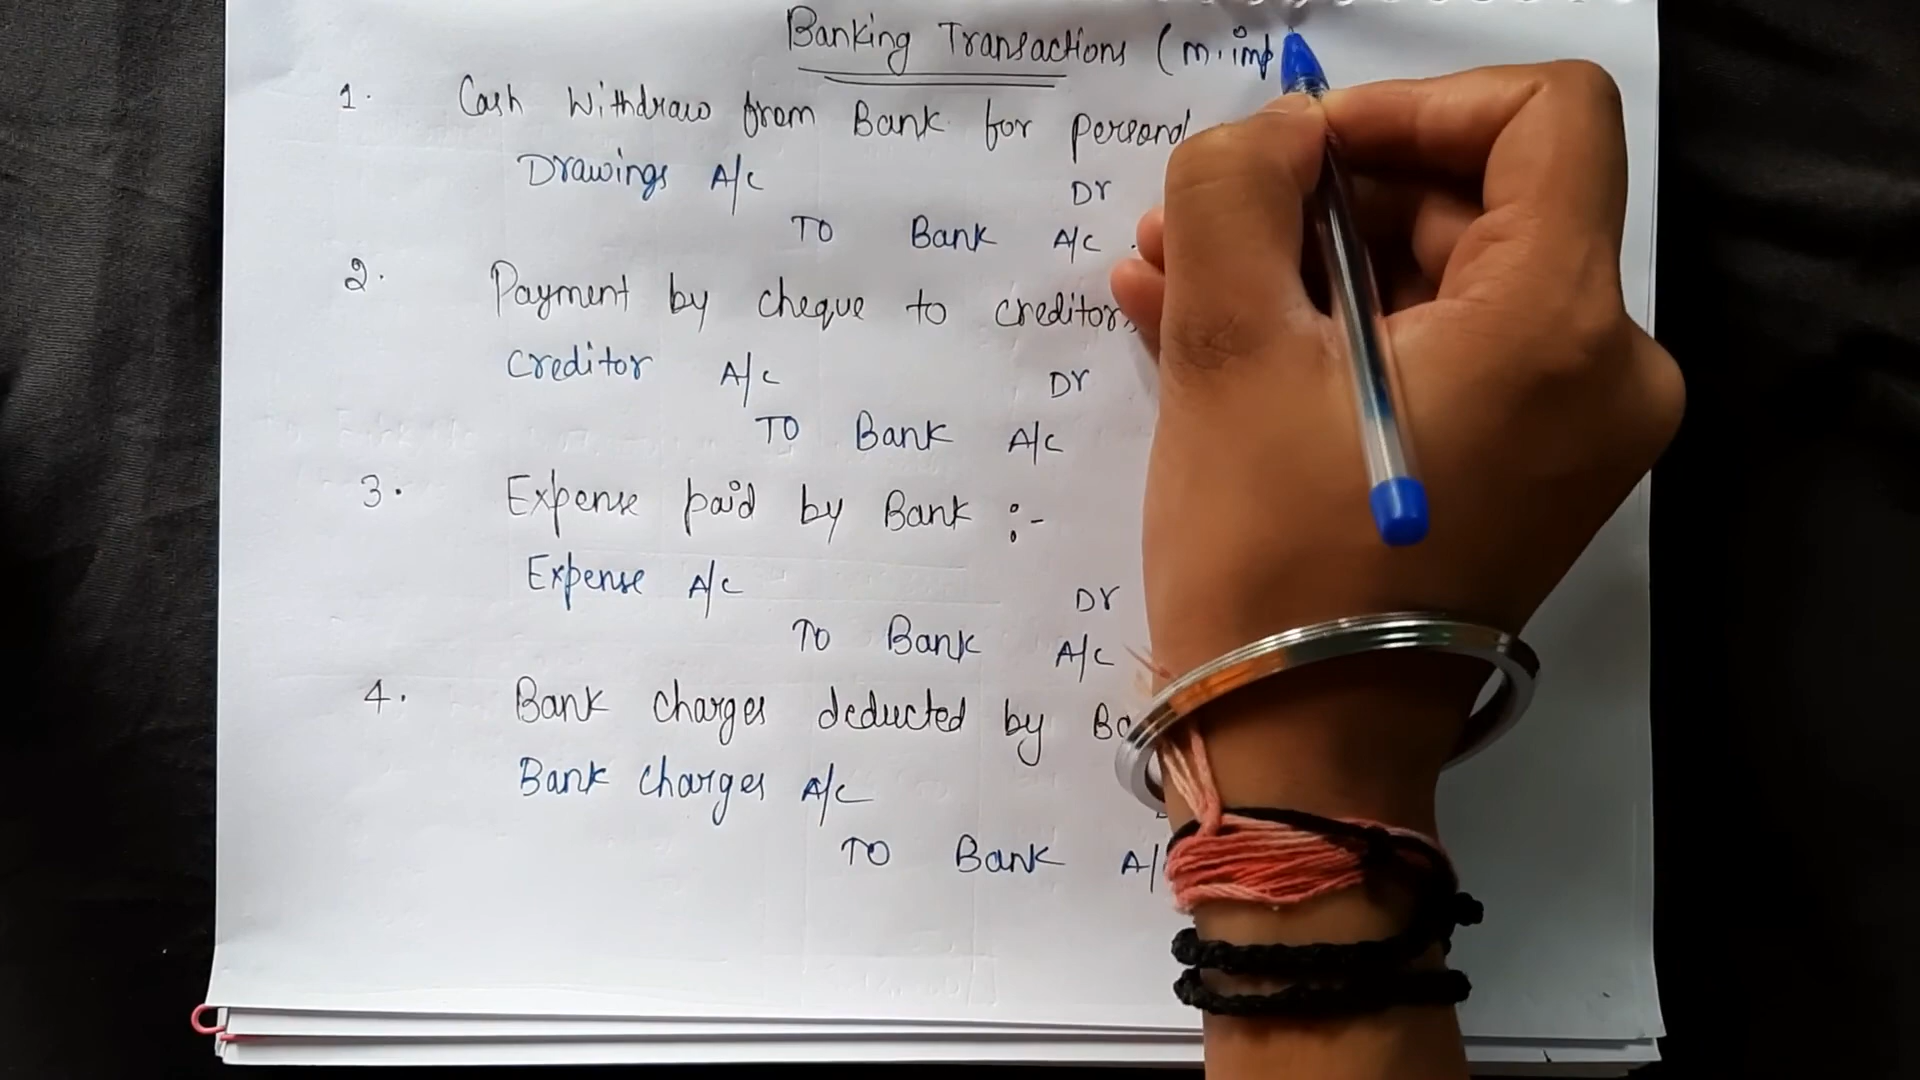 Banking Transactions (m.imp
1. Cash Withdraw from Bank for personal
Drawings A/c Dr
TO Bank A/c
2. Payment by cheque to creditors
Creditor A/c Dr
TO Bank A/c
3. Expense paid by Bank :-
Expense A/c Dr
TO Bank A/c
4. Bank charges deducted by
Bank charges A/c
TO Bank